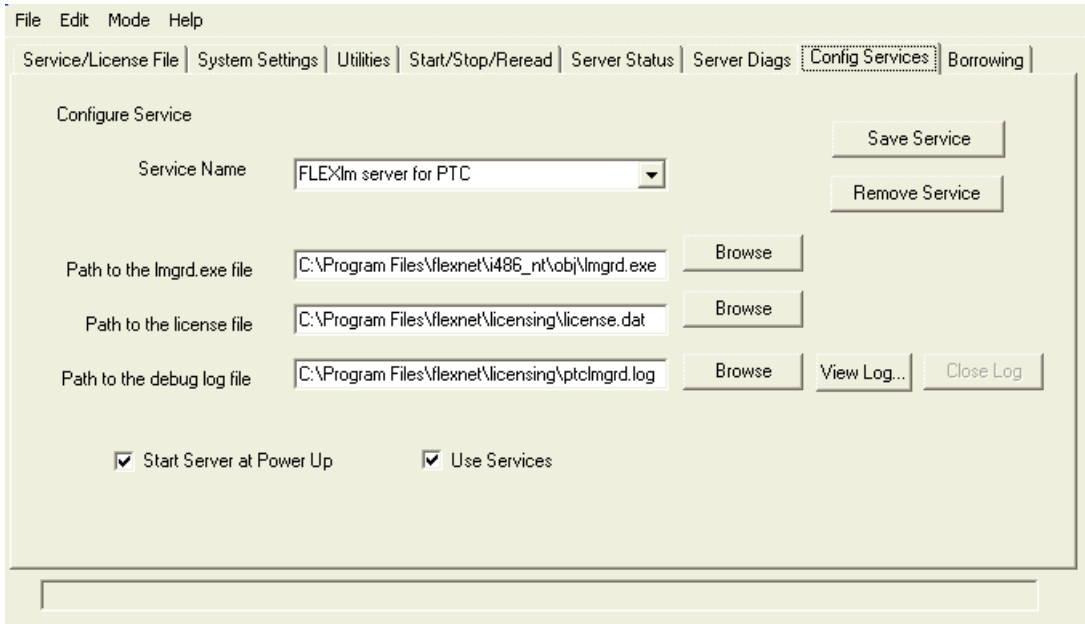 File Edit Mode Help
Service/License File System Settings Utilities Start/Stop/Reread Server Status Server Diags Config Services Borrowing
Configure Service
Save Service
Service Name FLEXlm server for PTC
Remove Service
Path to the lmgrd.exe file C:\Program Files\flexnet\i486_nt\obj\lmgrd.exe Browse
Path to the license file C:\Program Files\flexnet\licensing\license.dat Browse
Path to the debug log file C:\Program Files\flexnet\licensing\ptclmgrd.log Browse View Log... Close Log
Start Server at Power Up Use Services